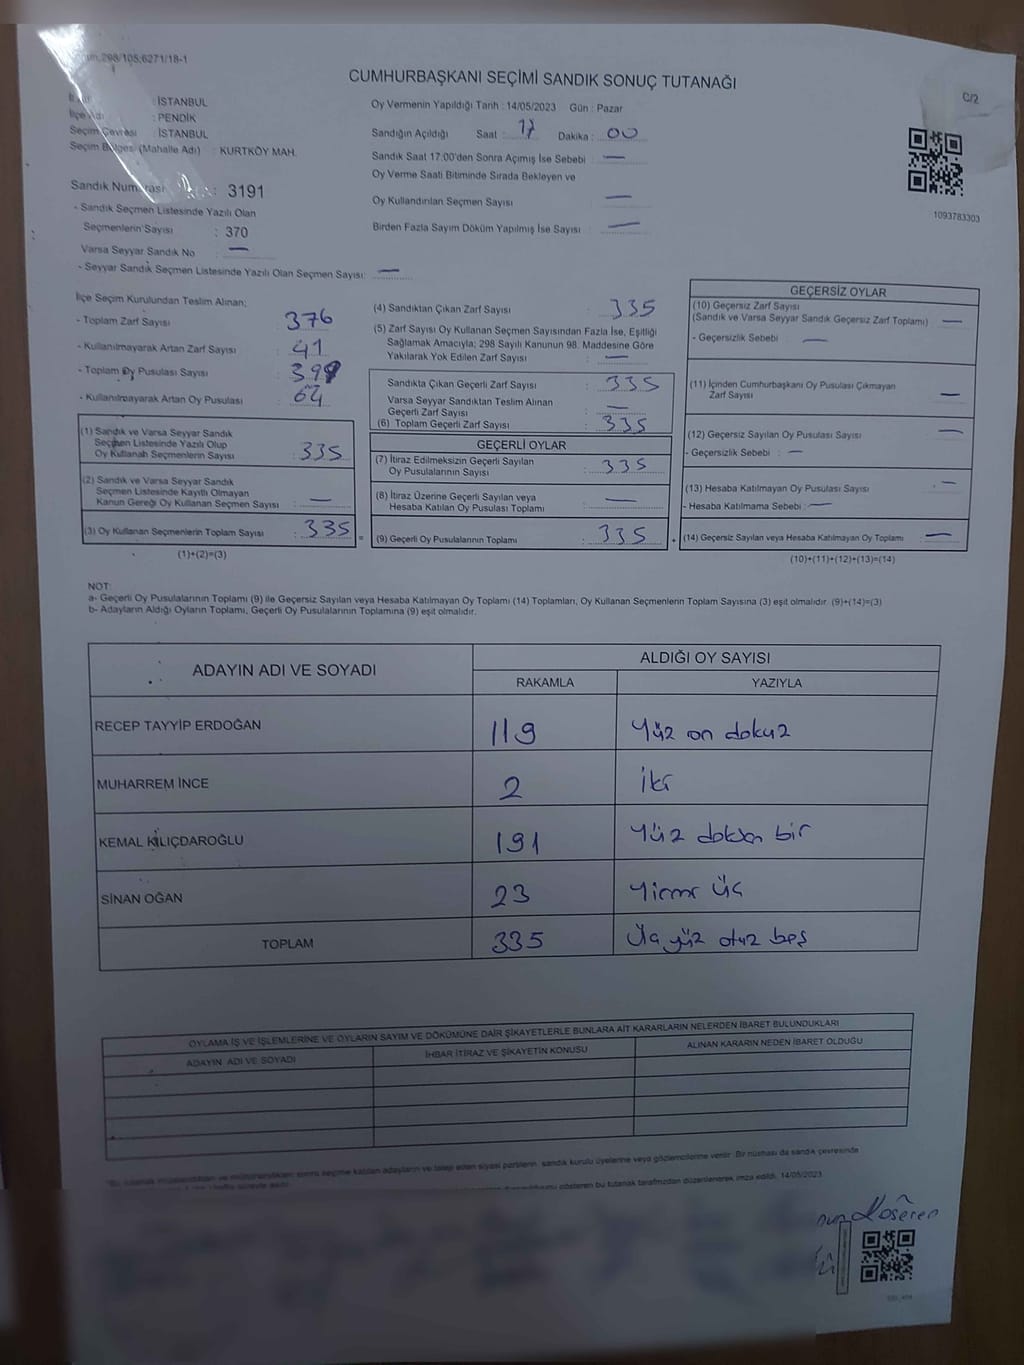 298/105,6271/18-1
CUMHURBAŞKANI SEÇİMİ SANDIK SONUÇ TUTANAĞI
C/2
: İSTANBUL
İlçe Adı : PENDİK
Seçim Çevresi : İSTANBUL
Seçim Bölgesi (Mahalle Adı) : KURTKÖY MAH.
Sandık Numarası : 3191
- Sandık Seçmen Listesinde Yazılı Olan
Seçmenlerin Sayısı : 370
Varsa Seyyar Sandık No —
- Seyyar Sandık Seçmen Listesinde Yazılı Olan Seçmen Sayısı: —
Oy Vermenin Yapıldığı Tarih : 14/05/2023 Gün : Pazar
Sandığın Açıldığı Saat : 17 Dakika : 00
Sandık Saat 17:00'den Sonra Açımış İse Sebebi : —
Oy Verme Saati Bitiminde Sırada Bekleyen ve
Oy Kullandırılan Seçmen Sayısı : —
Birden Fazla Sayım Döküm Yapılmış İse Sayısı : —
1093783303
İlçe Seçim Kurulundan Teslim Alınan;
- Toplam Zarf Sayısı : 376
- Kullanılmayarak Artan Zarf Sayısı : 41
- Toplam Oy Pusulası Sayısı : 399
- Kullanılmayarak Artan Oy Pusulası : 64
(1) Sandık ve Varsa Seyyar Sandık
Seçmen Listesinde Yazılı Olup
Oy Kullanan Seçmenlerin Sayısı : 335
(2) Sandık ve Varsa Seyyar Sandık
Seçmen Listesinde Kayıtlı Olmayan
Kanun Gereği Oy Kullanan Seçmen Sayısı : —
(3) Oy Kullanan Seçmenlerin Toplam Sayısı : 335
(1)+(2)=(3)
(4) Sandıktan Çıkan Zarf Sayısı : 335
(5) Zarf Sayısı Oy Kullanan Seçmen Sayısından Fazla İse, Eşitliği
Sağlamak Amacıyla; 298 Sayılı Kanunun 98. Maddesine Göre
Yakılarak Yok Edilen Zarf Sayısı : —
Sandıkta Çıkan Geçerli Zarf Sayısı : 335
Varsa Seyyar Sandıktan Teslim Alınan
Geçerli Zarf Sayısı : —
(6) Toplam Geçerli Zarf Sayısı : 335
GEÇERLİ OYLAR
(7) İtiraz Edilmeksizin Geçerli Sayılan
Oy Pusulalarının Sayısı : 335
(8) İtiraz Üzerine Geçerli Sayılan veya
Hesaba Katılan Oy Pusulası Toplamı : —
(9) Geçerli Oy Pusulalarının Toplamı : 335
GEÇERSİZ OYLAR
(10) Geçersiz Zarf Sayısı
(Sandık ve Varsa Seyyar Sandık Geçersiz Zarf Toplamı) : —
- Geçersizlik Sebebi : —
(11) İçinden Cumhurbaşkanı Oy Pusulası Çıkmayan
Zarf Sayısı : —
(12) Geçersiz Sayılan Oy Pusulası Sayısı : —
- Geçersizlik Sebebi : —
(13) Hesaba Katılmayan Oy Pusulası Sayısı : —
- Hesaba Katılmama Sebebi : —
(14) Geçersiz Sayılan veya Hesaba Katılmayan Oy Toplamı : —
(10)+(11)+(12)+(13)=(14)
NOT:
a- Geçerli Oy Pusulalarının Toplamı (9) ile Geçersiz Sayılan veya Hesaba Katılmayan Oy Toplamı (14) Toplamları, Oy Kullanan Seçmenlerin Toplam Sayısına (3) eşit olmalıdır. (9)+(14)=(3)
b- Adayların Aldığı Oyların Toplamı, Geçerli Oy Pusulalarının Toplamına (9) eşit olmalıdır.
ADAYIN ADI VE SOYADI ALDIĞI OY SAYISI
RAKAMLA YAZIYLA
RECEP TAYYİP ERDOĞAN 119 Yüz on dokuz
MUHARREM İNCE 2 İki
KEMAL KILIÇDAROĞLU 191 Yüz doksan bir
SİNAN OĞAN 23 Yirmi Üç
TOPLAM 335 Üç yüz otuz beş
OYLAMA İŞ VE İŞLEMLERİNE VE OYLARIN SAYIM VE DÖKÜMÜNE DAİR ŞİKAYETLERLE BUNLARA AİT KARARLARIN NELERDEN İBARET BULUNDUKLARI
ADAYIN ADI VE SOYADI İHBAR İTİRAZ VE ŞİKAYETİN KONUSU ALINAN KARARIN NEDEN İBARET OLDUĞU
sonra seçime katılan adayların ve talep eden siyasi partilerin sandık kurulu üyelerine veya gözlemcilerine verilir. Bir nüshası da sandık çevresinde
gösteren bu tutanak tarafımızdan düzenlenerek imza edildi. 14/05/2023